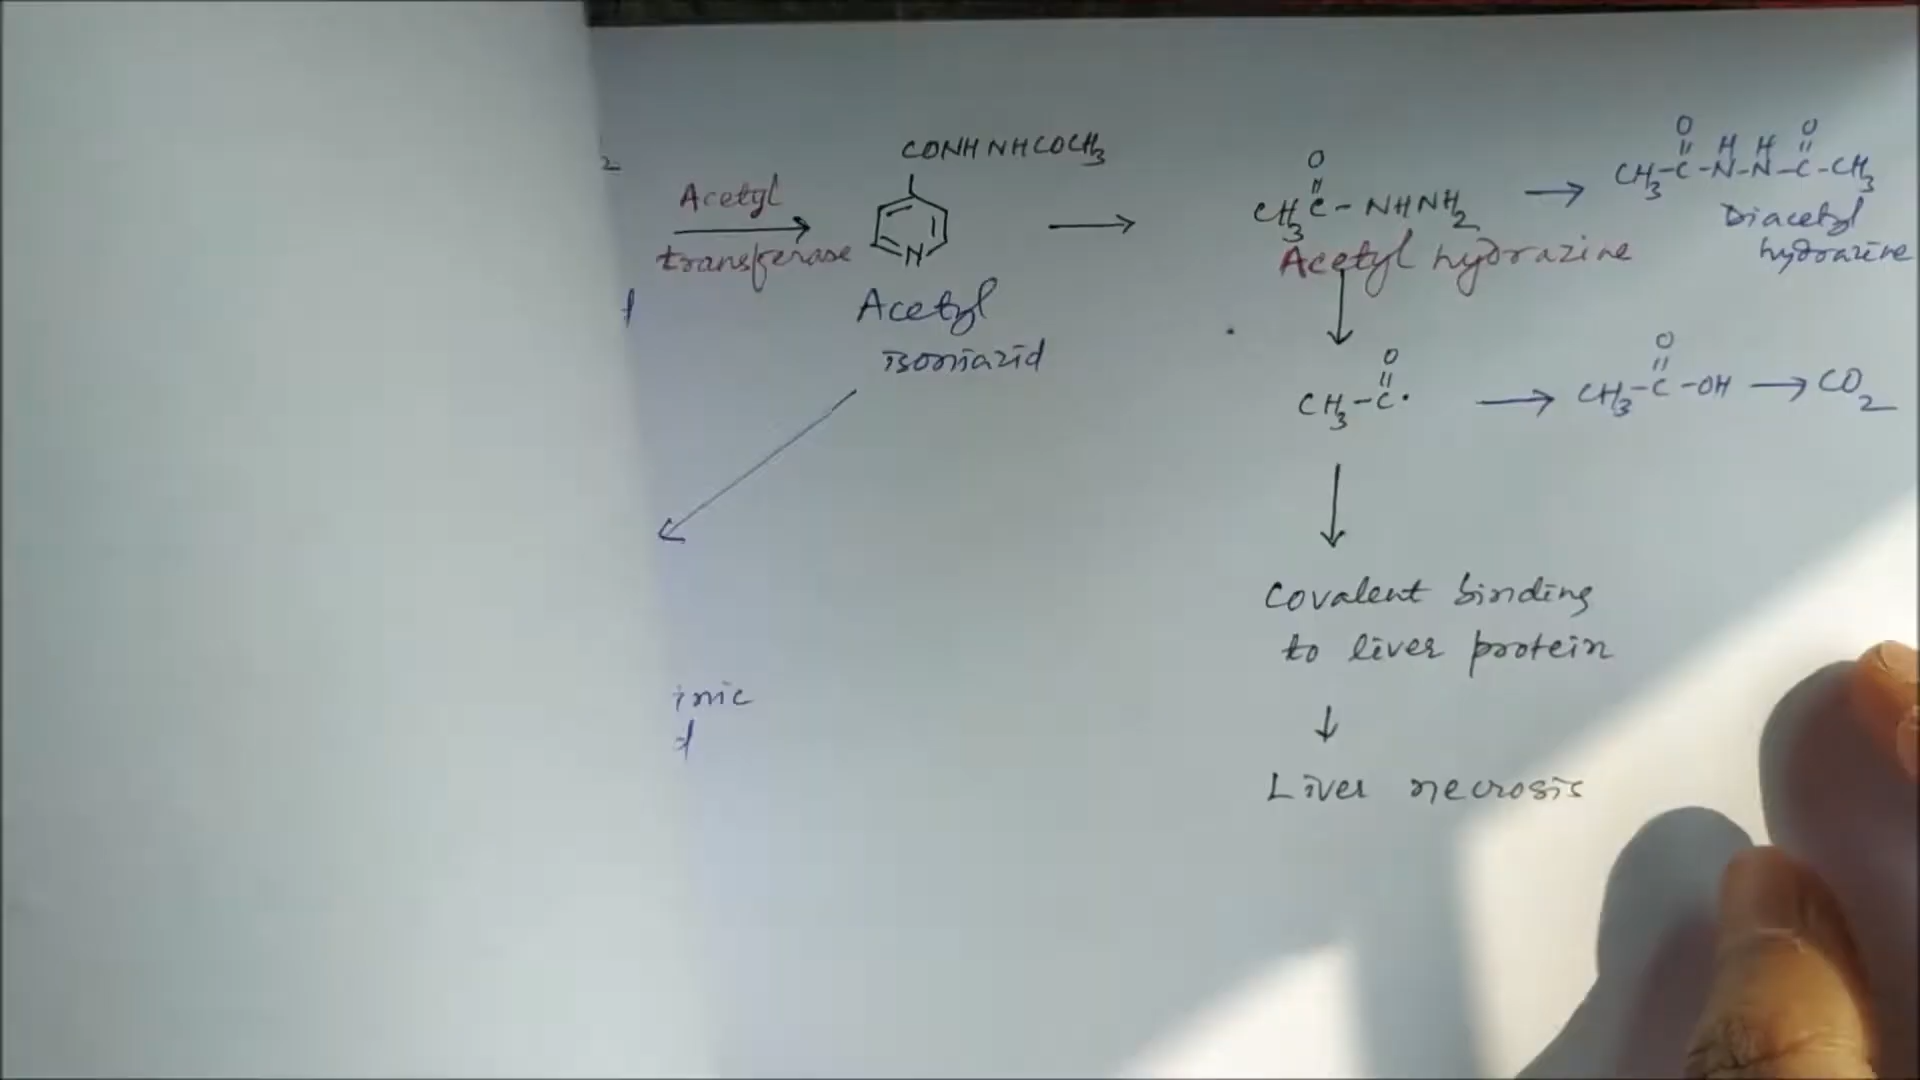 2
Acetyl
transferase
CONHNHCOCH3
N
Acetyl
isoniazid
O
CH3 C - NHNH2
Acetyl hydrazine
O H H O
CH3-C-N-N-C-CH3
Diacetyl
hydrazine
O
CH3-C·
O
CH3-C-OH → CO2
Covalent binding
to liver protein
Liver necrosis
inic
d